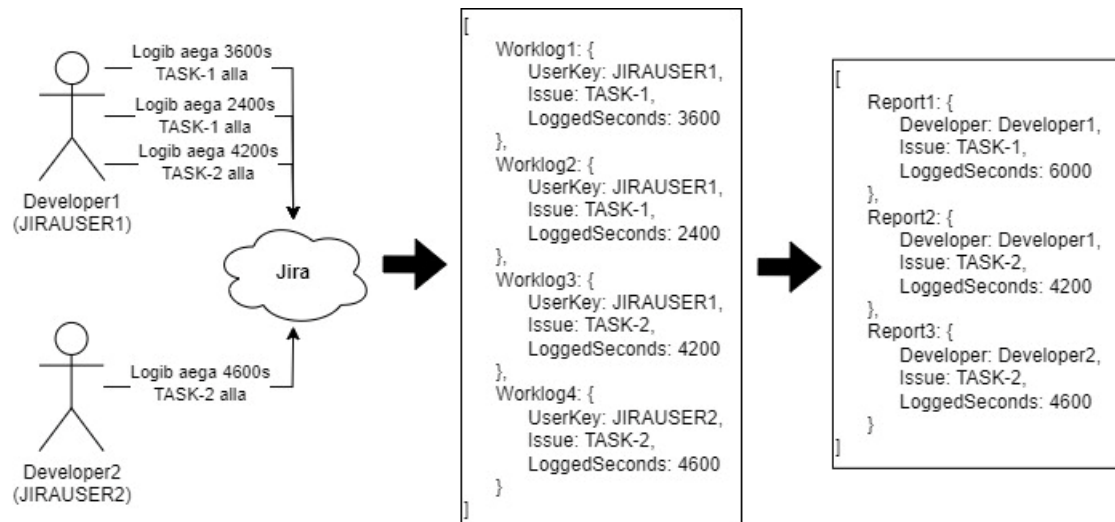 Logib aega 3600s
TASK-1 alla
Logib aega 2400s
TASK-1 alla
Logib aega 4200s
TASK-2 alla
Developer1
(JIRAUSER1)
Jira
Logib aega 4600s
TASK-2 alla
Developer2
(JIRAUSER2)
[
Worklog1: {
UserKey: JIRAUSER1,
Issue: TASK-1,
LoggedSeconds: 3600
},
Worklog2: {
UserKey: JIRAUSER1,
Issue: TASK-1,
LoggedSeconds: 2400
},
Worklog3: {
UserKey: JIRAUSER1,
Issue: TASK-2,
LoggedSeconds: 4200
},
Worklog4: {
UserKey: JIRAUSER2,
Issue: TASK-2,
LoggedSeconds: 4600
}
]
[
Report1: {
Developer: Developer1,
Issue: TASK-1,
LoggedSeconds: 6000
},
Report2: {
Developer: Developer1,
Issue: TASK-2,
LoggedSeconds: 4200
},
Report3: {
Developer: Developer2,
Issue: TASK-2,
LoggedSeconds: 4600
}
]